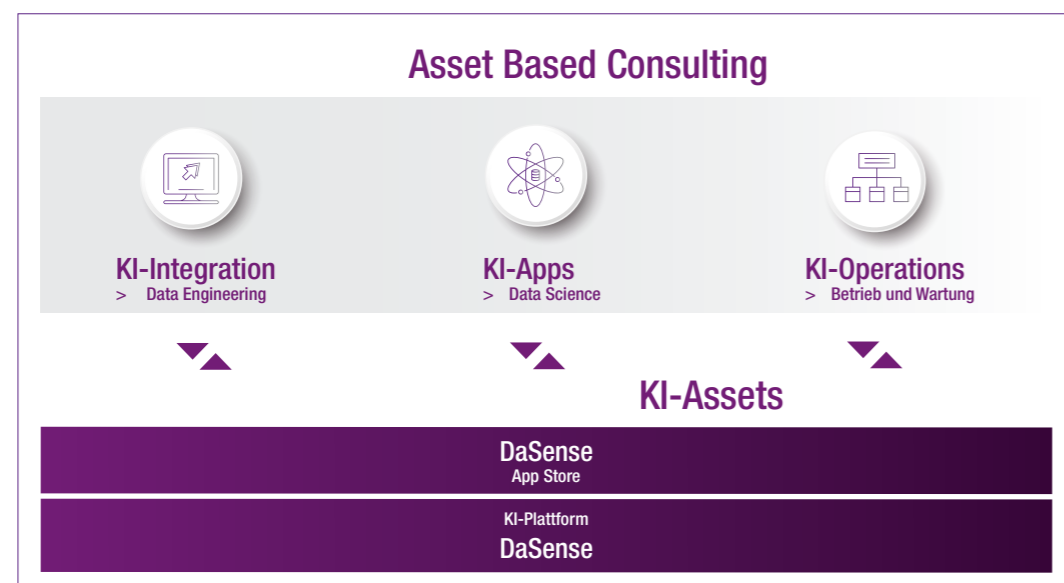 Asset Based Consulting
KI-Integration
> Data Engineering
KI-Apps
> Data Science
KI-Operations
> Betrieb und Wartung
KI-Assets
DaSense
App Store
KI-Plattform
DaSense